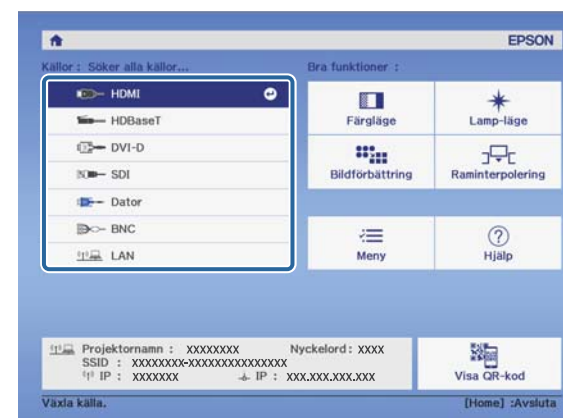 EPSON
Källor : Söker alla källor...
HDMI
HDBaseT
DVI-D
SDI
Dator
BNC
LAN
Bra funktioner :
Färgläge
Lamp-läge
Bildförbättring
Raminterpolering
Meny
Hjälp
Projektornamn : XXXXXXXX Nyckelord : XXXX
SSID : XXXXXXXX-XXXXXXXXXXXXXXX
IP : XXXXXXX IP : XXX.XXX.XXX.XXX
Visa QR-kod
Växla källa. [Home] :Avsluta